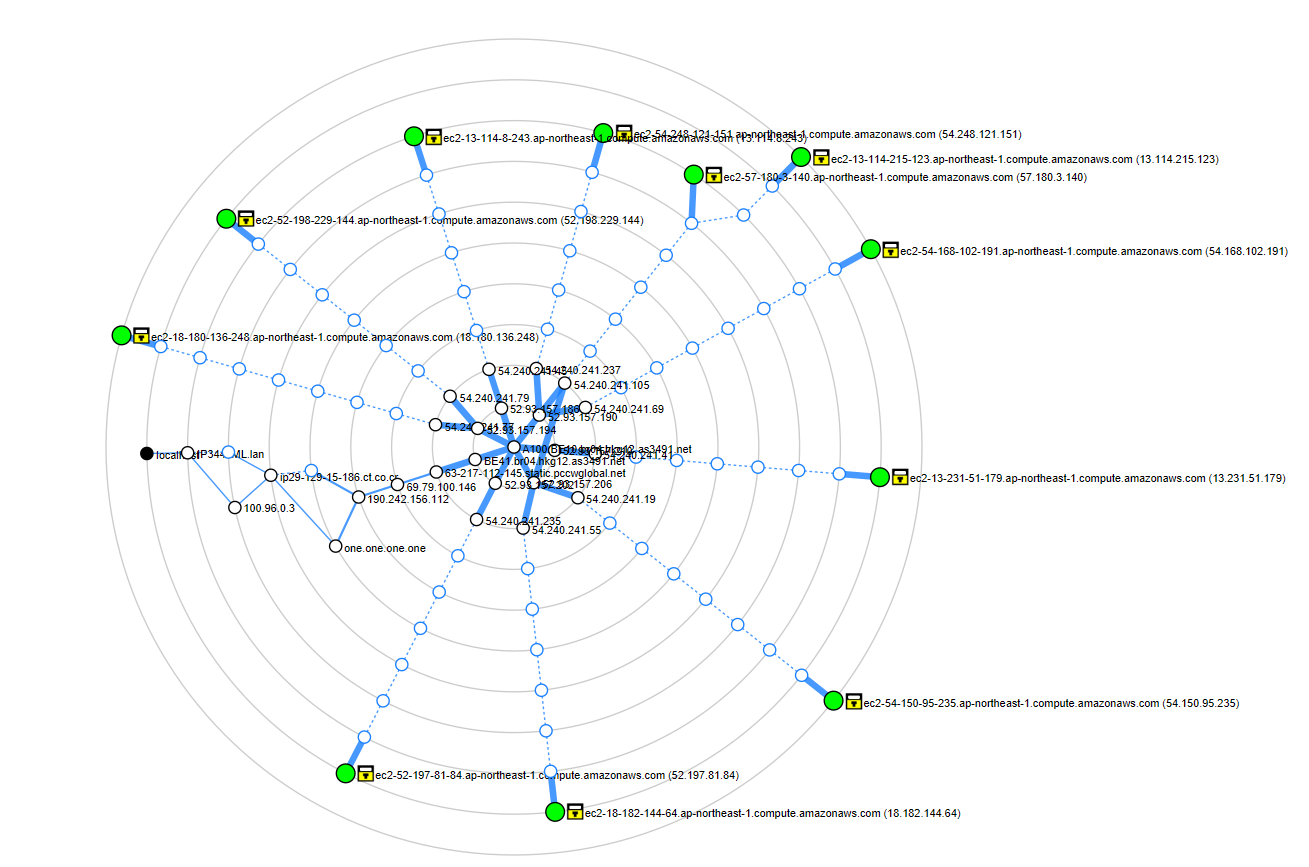 ec2-54-248-121-151.ap-northeast-1.compute.amazonaws.com (54.248.121.151)
ec2-13-114-8-243.ap-northeast-1.compute.amazonaws.com (13.114.8.243)
ec2-13-114-215-123.ap-northeast-1.compute.amazonaws.com (13.114.215.123)
ec2-57-180-3-140.ap-northeast-1.compute.amazonaws.com (57.180.3.140)
ec2-52-198-229-144.ap-northeast-1.compute.amazonaws.com (52.198.229.144)
ec2-54-168-102-191.ap-northeast-1.compute.amazonaws.com (54.168.102.191)
ec2-18-180-136-248.ap-northeast-1.compute.amazonaws.com (18.180.136.248)
54.240.241.237
54.240.241.105
54.240.241.79
52.93.157.186
54.240.241.69
52.93.157.190
52.93.157.194
hkg12.as3491.net
BE41.br04.hkg12.as3491.net
63-217-112-145.static.pccwglobal.net
ip29-129-15-186.ct.co.cr
69.79.100.146
52.93.157.206
190.242.156.112
54.240.241.19
100.96.0.3
54.240.241.235
54.240.241.55
one.one.one.one
ec2-13-231-51-179.ap-northeast-1.compute.amazonaws.com (13.231.51.179)
ec2-54-150-95-235.ap-northeast-1.compute.amazonaws.com (54.150.95.235)
ec2-52-197-81-84.ap-northeast-1.compute.amazonaws.com (52.197.81.84)
ec2-18-182-144-64.ap-northeast-1.compute.amazonaws.com (18.182.144.64)